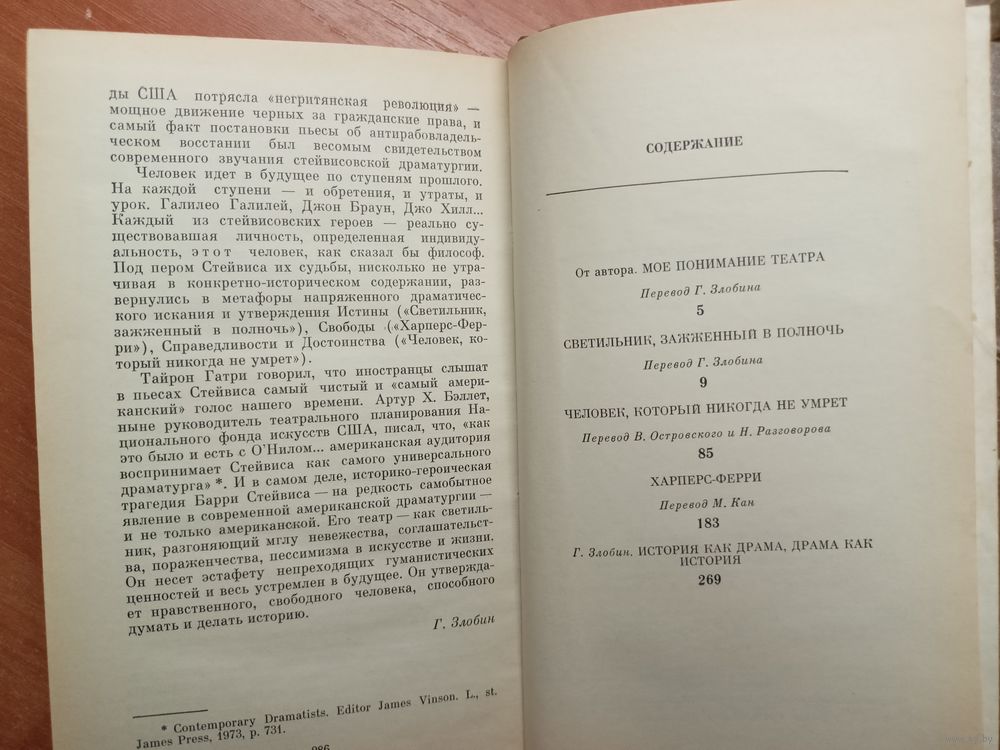 ды США потрясла «негритянская революция» —
мощное движение черных за гражданские права, и
самый факт постановки пьесы об антирабовладель-
ческом восстании был весомым свидетельством
современного звучания стейвисовской драматургии.
Человек идет в будущее по ступеням прошлого.
На каждой ступени — и обретения, и утраты, и
урок. Галилео Галилей, Джон Браун, Джо Хилл...
Каждый из стейвисовских героев — реально су-
ществовавшая личность, определенная индивиду-
альность, этот человек, как сказал бы философ.
Под пером Стейвиса их судьбы, нисколько не утра-
чивая в конкретно-историческом содержании, раз-
вернулись в метафоры напряженного драматичес-
кого искания и утверждения Истины («Светильник,
зажженный в полночь»), Свободы («Харперс-Фер-
ри»), Справедливости и Достоинства («Человек, ко-
торый никогда не умрет»).
Тайрон Гатри говорил, что иностранцы слышат
в пьесах Стейвиса самый чистый и «самый амери-
канский» голос нашего времени. Артур Х. Бэллет,
ныне руководитель театрального планирования На-
ционального фонда искусств США, писал, что, «как
это было и есть с О'Нилом... американская аудитория
воспринимает Стейвиса как самого универсального
драматурга» *. И в самом деле, историко-героическая
трагедия Барри Стейвиса — на редкость самобытное
явление в современной американской драматургии —
и не только американской. Его театр — как светиль-
ник, разгоняющий мглу невежества, соглашательст-
ва, пораженчества, пессимизма в искусстве и жизни.
Он несет эстафету непреходящих гуманистических
ценностей и весь устремлен в будущее. Он утвержда-
ет нравственного, свободного человека, способного
думать и делать историю.
Г. Злобин
* Contemporary Dramatists. Editor James Vinson. L., st.
James Press, 1973, p. 731.
286
СОДЕРЖАНИЕ
От автора. МОЕ ПОНИМАНИЕ ТЕАТРА
Перевод Г. Злобина
5
СВЕТИЛЬНИК, ЗАЖЖЕННЫЙ В ПОЛНОЧЬ
Перевод Г. Злобина
9
ЧЕЛОВЕК, КОТОРЫЙ НИКОГДА НЕ УМРЕТ
Перевод В. Островского и Н. Разговорова
85
ХАРПЕРС-ФЕРРИ
Перевод М. Кан
183
Г. Злобин. ИСТОРИЯ КАК ДРАМА, ДРАМА КАК
ИСТОРИЯ
269